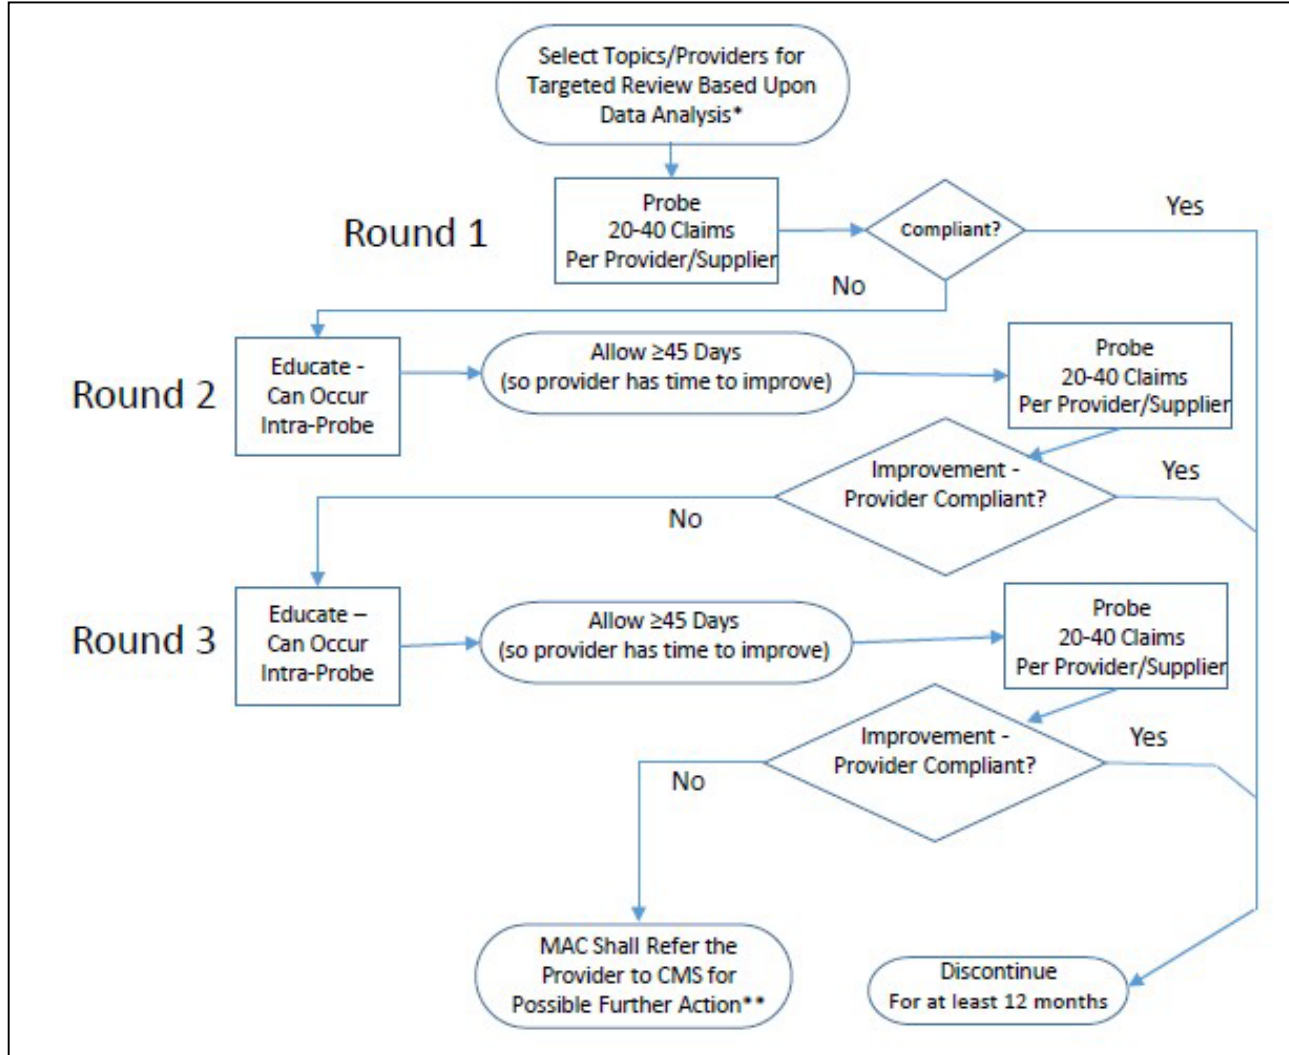 Select Topics/Providers for
Targeted Review Based Upon
Data Analysis*
Round 1
Probe
20-40 Claims
Per Provider/Supplier
Compliant?
Yes
No
Round 2
Educate -
Can Occur
Intra-Probe
Allow ≥45 Days
(so provider has time to improve)
Probe
20-40 Claims
Per Provider/Supplier
Improvement -
Provider Compliant?
Yes
No
Round 3
Educate –
Can Occur
Intra-Probe
Allow ≥45 Days
(so provider has time to improve)
Probe
20-40 Claims
Per Provider/Supplier
Improvement -
Provider Compliant?
Yes
No
MAC Shall Refer the
Provider to CMS for
Possible Further Action**
Discontinue
For at least 12 months